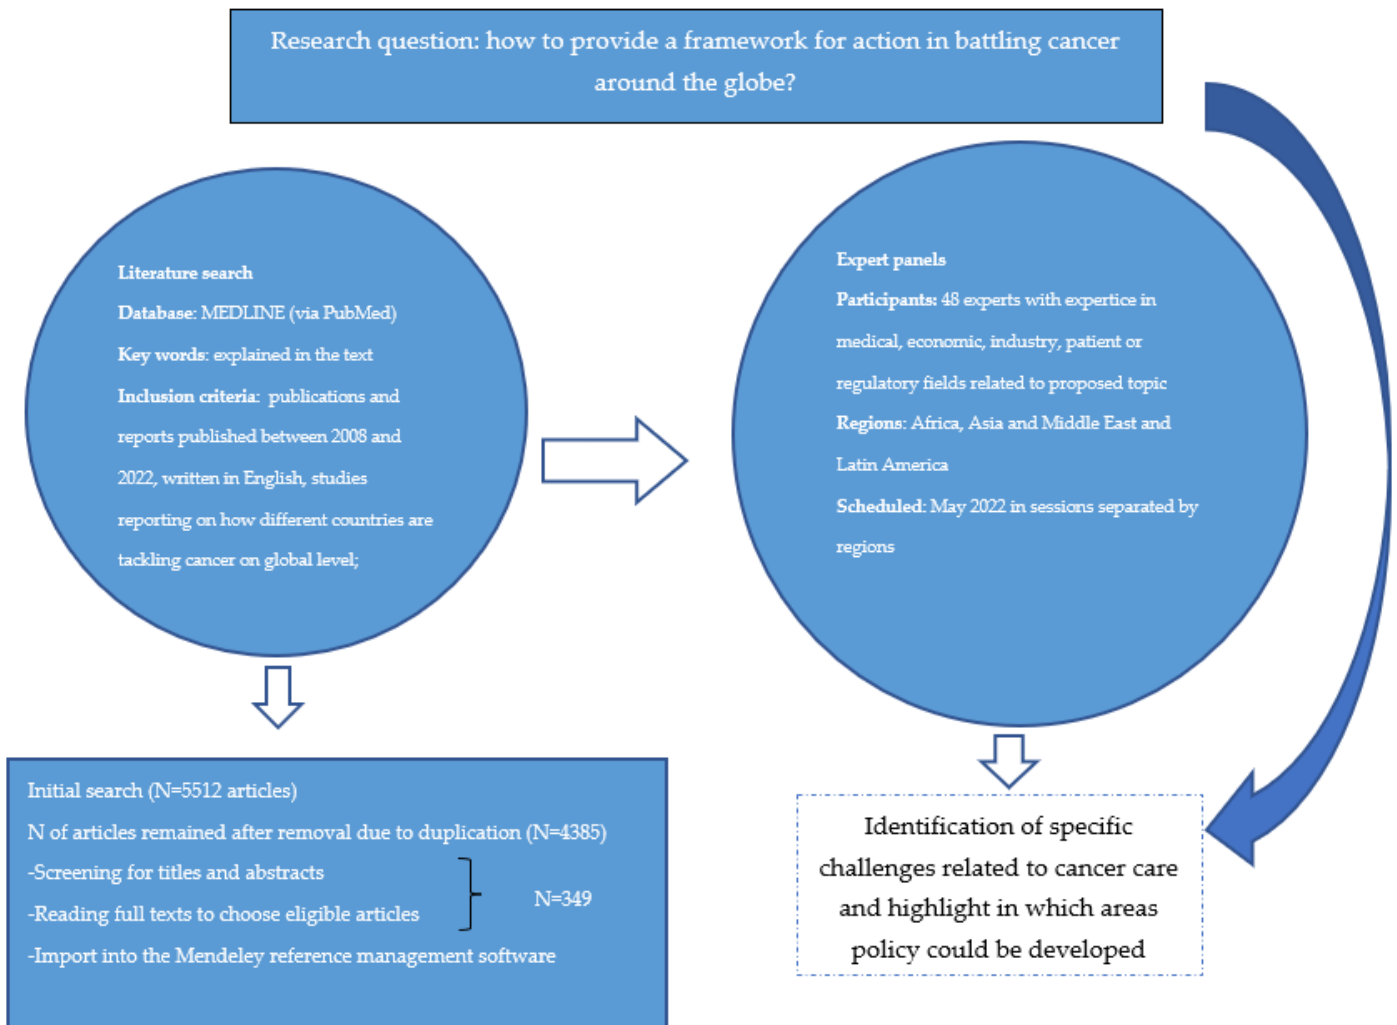 Research question: how to provide a framework for action in battling cancer
around the globe?
Literature search
Database: MEDLINE (via PubMed)
Key words: explained in the text
Inclusion criteria: publications and
reports published between 2008 and
2022, written in English, studies
reporting on how different countries are
tackling cancer on global level;
Expert panels
Participants: 48 experts with expertice in
medical, economic, industry, patient or
regulatory fields related to proposed topic
Regions: Africa, Asia and Middle East and
Latin America
Scheduled: May 2022 in sessions separated by
regions
Initial search (N=5512 articles)
N of articles remained after removal due to duplication (N=4385)
-Screening for titles and abstracts
-Reading full texts to choose eligible articles
N=349
-Import into the Mendeley reference management software
Identification of specific
challenges related to cancer care
and highlight in which areas
policy could be developed